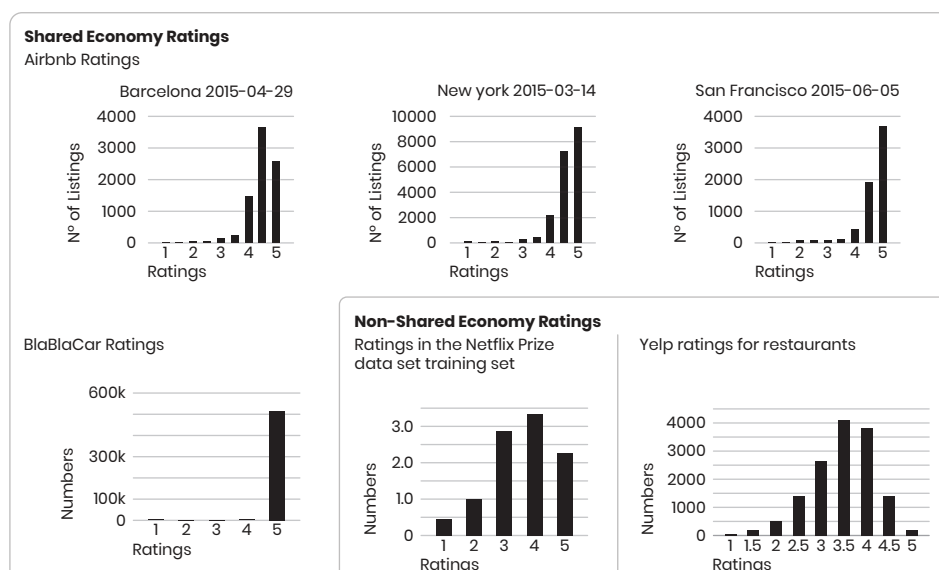 Shared Economy Ratings
Airbnb Ratings
Barcelona 2015-04-29
4000
3000
2000
1000
0
Nº of Listings
1 2 3 4 5
Ratings
New york 2015-03-14
10000
8000
6000
4000
2000
0
Nº of Listings
1 2 3 4 5
Ratings
San Francisco 2015-06-05
4000
3000
2000
1000
0
Nº of Listings
1 2 3 4 5
Ratings
BlaBlaCar Ratings
600k
300k
100k
0
Numbers
1 2 3 4 5
Ratings
Non-Shared Economy Ratings
Ratings in the Netflix Prize
data set training set
3.0
2.0
1.0
0
Numbers
1 2 3 4 5
Ratings
Yelp ratings for restaurants
4000
3000
2000
1000
0
Numbers
1 1.5 2 2.5 3 3.5 4 4.5 5
Ratings